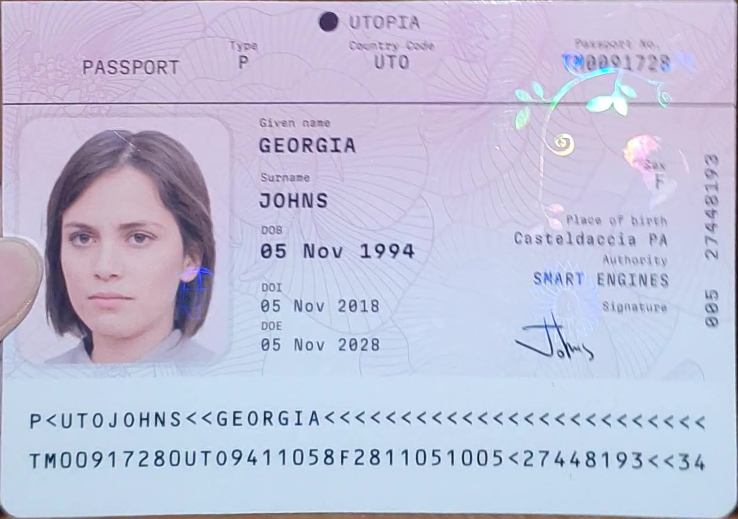 UTOPIA
PASSPORT
Type
P
Country Code
UTO
Passport No.
TM0091728
Given name
GEORGIA
Sex
F
Surname
JOHNS
Place of birth
Casteldaccia PA
DOB
05 Nov 1994
Authority
SMART ENGINES
DOI
05 Nov 2018
Signature
Johns
DOE
05 Nov 2028
005 27448193
P<UTOJOHNS<<GEORGIA<<<<<<<<<<<<<<<<<<<<<<<<<
TM00917280UTO9411058F2811051005<27448193<<34